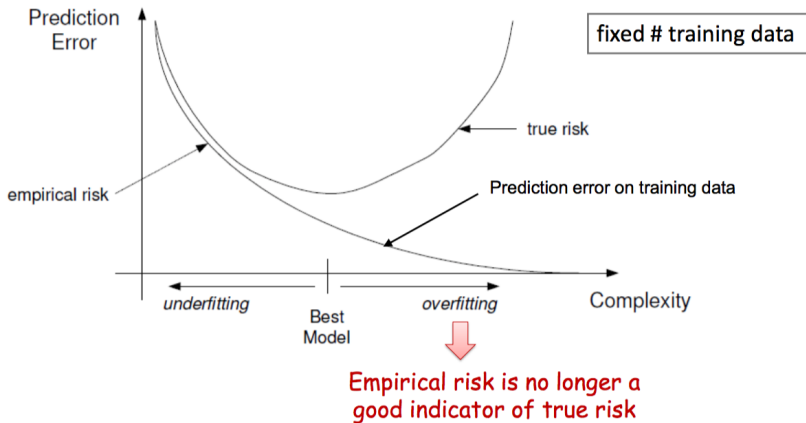 Prediction
Error
fixed # training data
true risk
Prediction error on training data
empirical risk
underfitting
Best
Model
overfitting
Complexity
Empirical risk is no longer a
good indicator of true risk